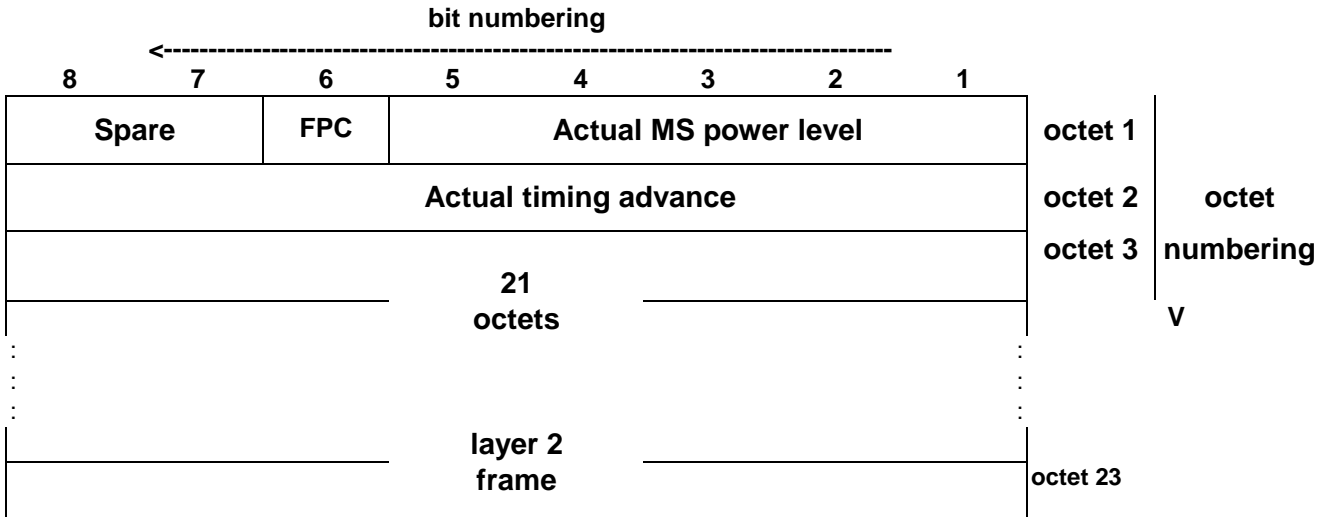 bit numbering
<---------------------------------------------------------------------------------
8 7 6 5 4 3 2 1
Spare FPC Actual MS power level octet 1
Actual timing advance octet 2 octet
octet 3 numbering
21
octets
V
:
:
:
:
:
:
layer 2
frame
octet 23